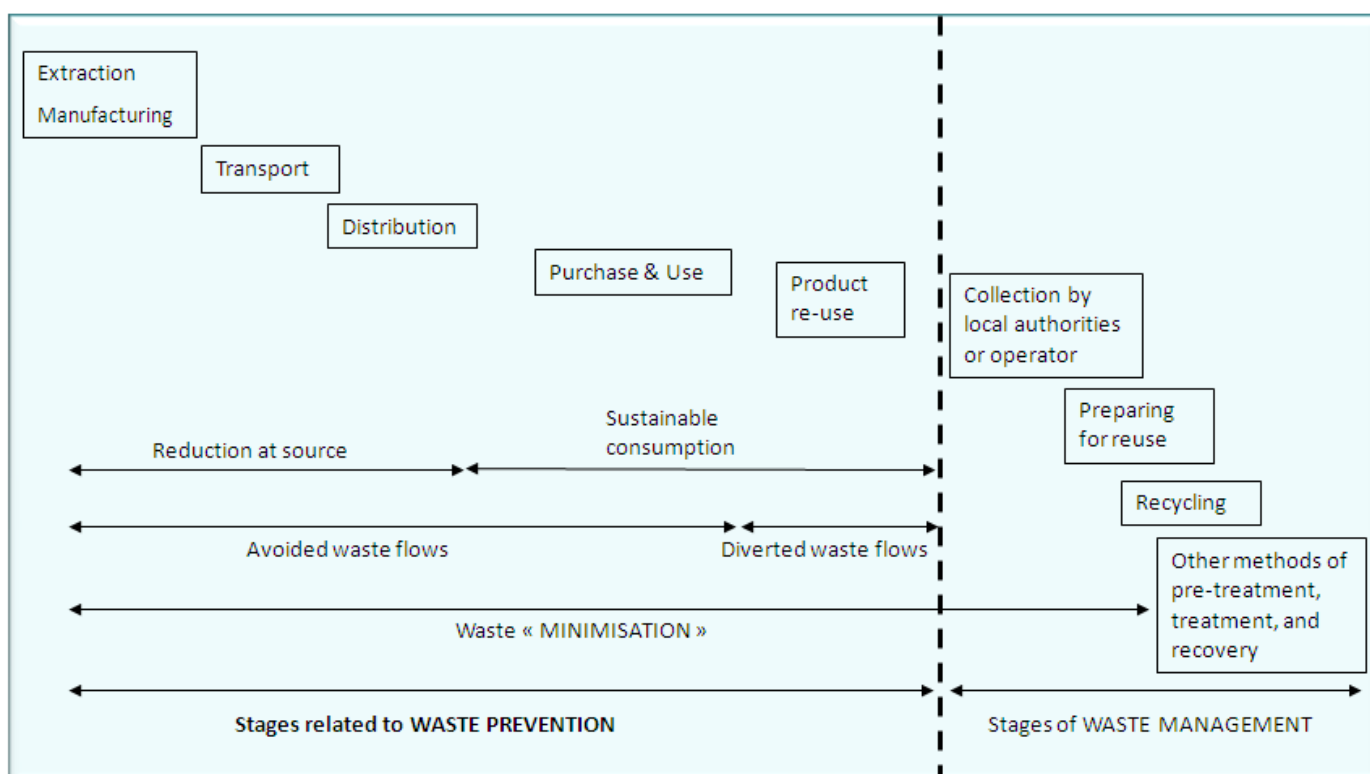 Extraction
Manufacturing
Transport
Distribution
Purchase & Use
Product
re-use
Collection by
local authorities
or operator
Preparing
for reuse
Recycling
Other methods of
pre-treatment,
treatment, and
recovery
Reduction at source
Sustainable
consumption
Avoided waste flows
Diverted waste flows
Waste « MINIMISATION »
Stages related to WASTE PREVENTION
Stages of WASTE MANAGEMENT